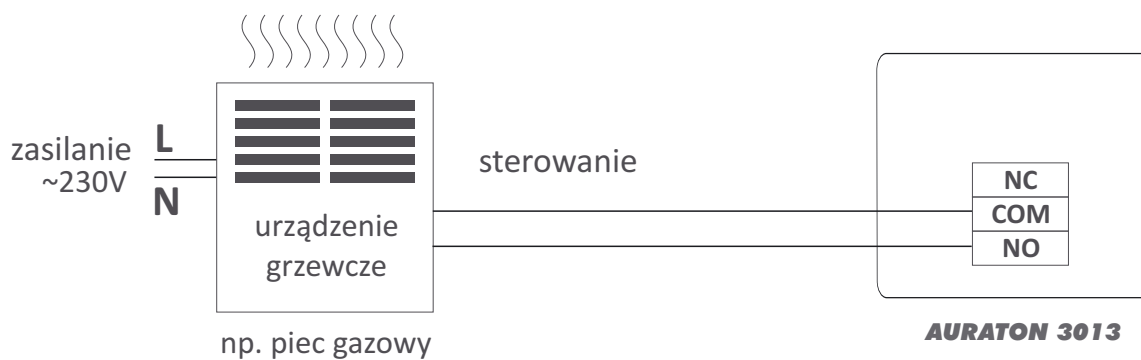 zasilanie
~230V
L
N
urządzenie
grzewcze
np. piec gazowy
sterowanie
NC
COM
NO
AURATON 3013